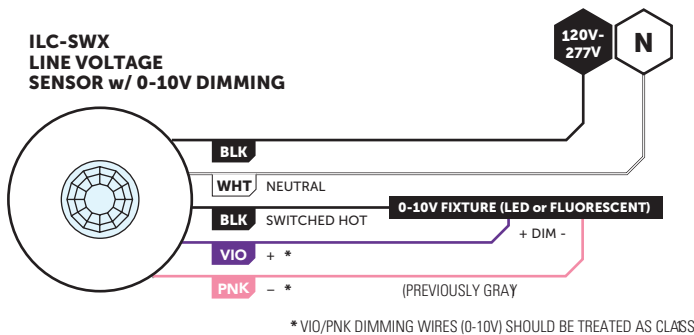 ILC-SWX
LINE VOLTAGE
SENSOR w/ 0-10V DIMMING
120V-
277V
N
BLK
WHT NEUTRAL
BLK SWITCHED HOT
0-10V FIXTURE (LED or FLUORESCENT)
+ DIM -
VIO + *
PNK – * (PREVIOUSLY GRAY)
* VIO/PNK DIMMING WIRES (0-10V) SHOULD BE TREATED AS CLASS